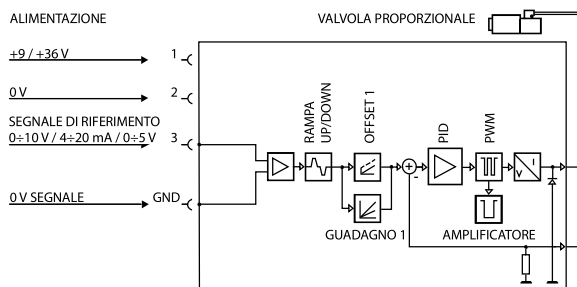 ALIMENTAZIONE
VALVOLA PROPORZIONALE
+9 / +36 V
1
0 V
2
SEGNALE DI RIFERIMENTO
0÷10 V / 4÷20 mA / 0÷5 V
3
0 V SEGNALE
GND
RAMPA
UP/DOWN
OFFSET 1
PID
PWM
+
-
V
I
GUADAGNO 1
AMPLIFICATORE